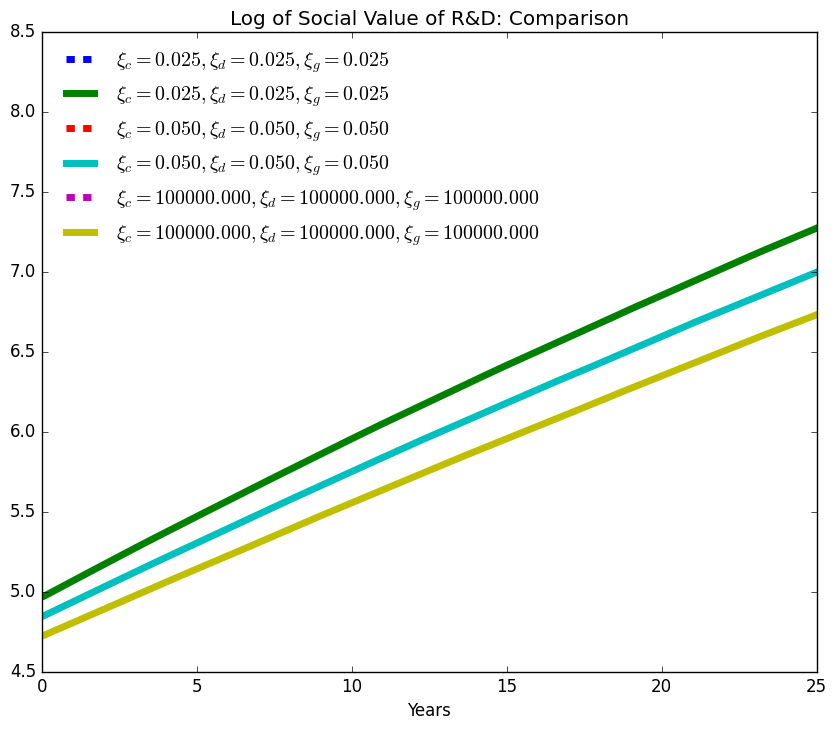 Log of Social Value of R&D: Comparison
8.5
ξ_c = 0.025, ξ_d = 0.025, ξ_g = 0.025
ξ_c = 0.025, ξ_d = 0.025, ξ_g = 0.025
8.0
ξ_c = 0.050, ξ_d = 0.050, ξ_g = 0.050
ξ_c = 0.050, ξ_d = 0.050, ξ_g = 0.050
7.5
ξ_c = 100000.000, ξ_d = 100000.000, ξ_g = 100000.000
ξ_c = 100000.000, ξ_d = 100000.000, ξ_g = 100000.000
7.0
6.5
6.0
5.5
5.0
4.5
0 5 10 15 20 25
Years